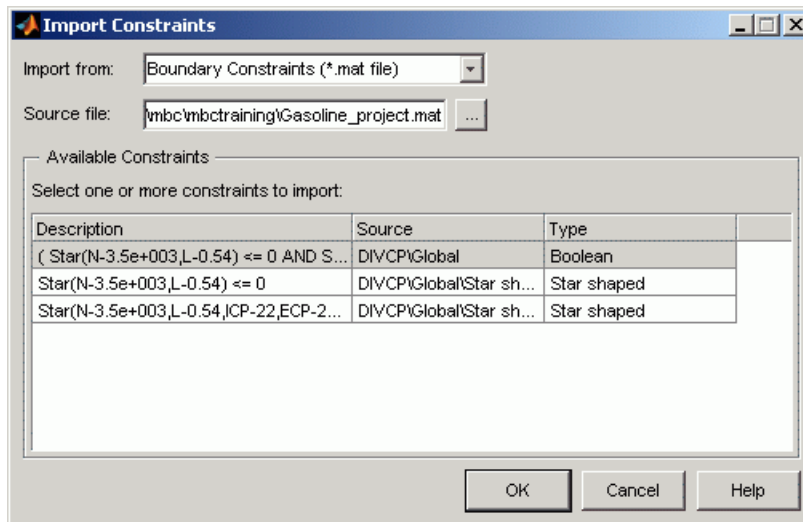 Import Constraints
Import from: Boundary Constraints (*.mat file)
Source file: \mbc\mbctraining\Gasoline_project.mat ...
Available Constraints
Select one or more constraints to import:
Description Source Type
( Star(N-3.5e+003,L-0.54) <= 0 AND S... DIVCP\Global Boolean
Star(N-3.5e+003,L-0.54) <= 0 DIVCP\Global\Star sh... Star shaped
Star(N-3.5e+003,L-0.54,ICP-22,ECP-2... DIVCP\Global\Star sh... Star shaped
OK Cancel Help